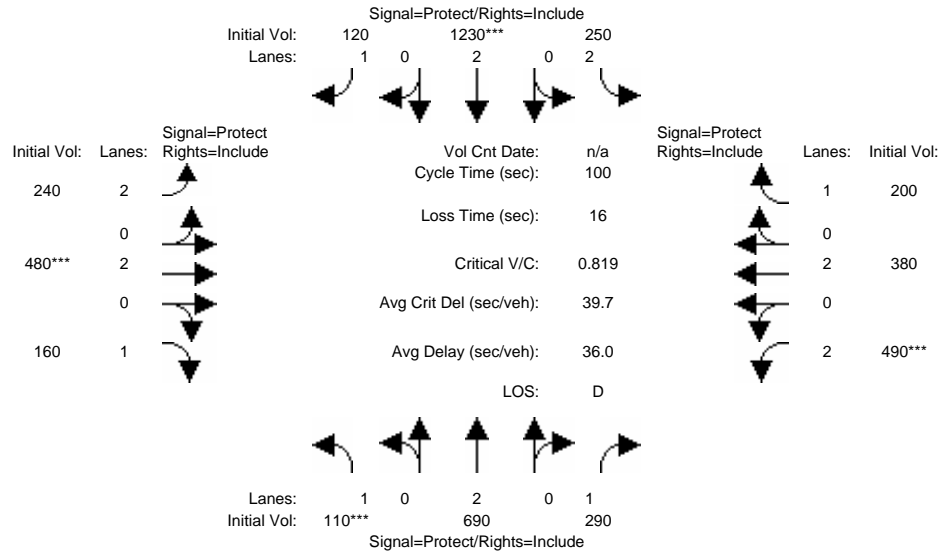 Signal=Protect/Rights=Include
Initial Vol: 120 1230*** 250
Lanes: 1 0 2 0 2
Signal=Protect
Initial Vol: Lanes: Rights=Include
Vol Cnt Date: n/a
Signal=Protect
Rights=Include Lanes: Initial Vol:
Cycle Time (sec): 100
240 2
1 200
Loss Time (sec): 16
0
0
480*** 2
Critical V/C: 0.819
2 380
0
Avg Crit Del (sec/veh): 39.7
0
160 1
Avg Delay (sec/veh): 36.0
2 490***
LOS: D
Lanes: 1 0 2 0 1
Initial Vol: 110*** 690 290
Signal=Protect/Rights=Include